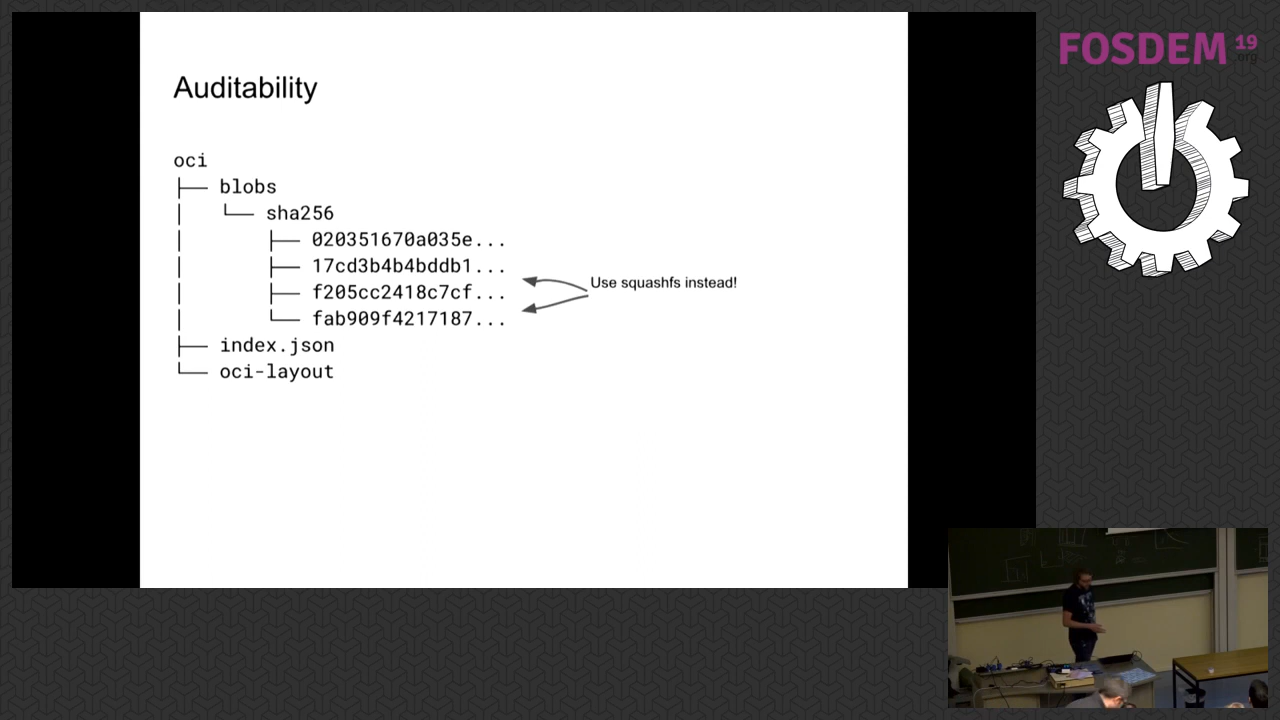 FOSDEM 19
.org
Auditability
oci
├── blobs
│   └── sha256
│       ├── 020351670a035e...
│       ├── 17cd3b4b4bddb1...
│       ├── f205cc2418c7cf...
│       └── fab909f4217187...
├── index.json
└── oci-layout
Use squashfs instead!